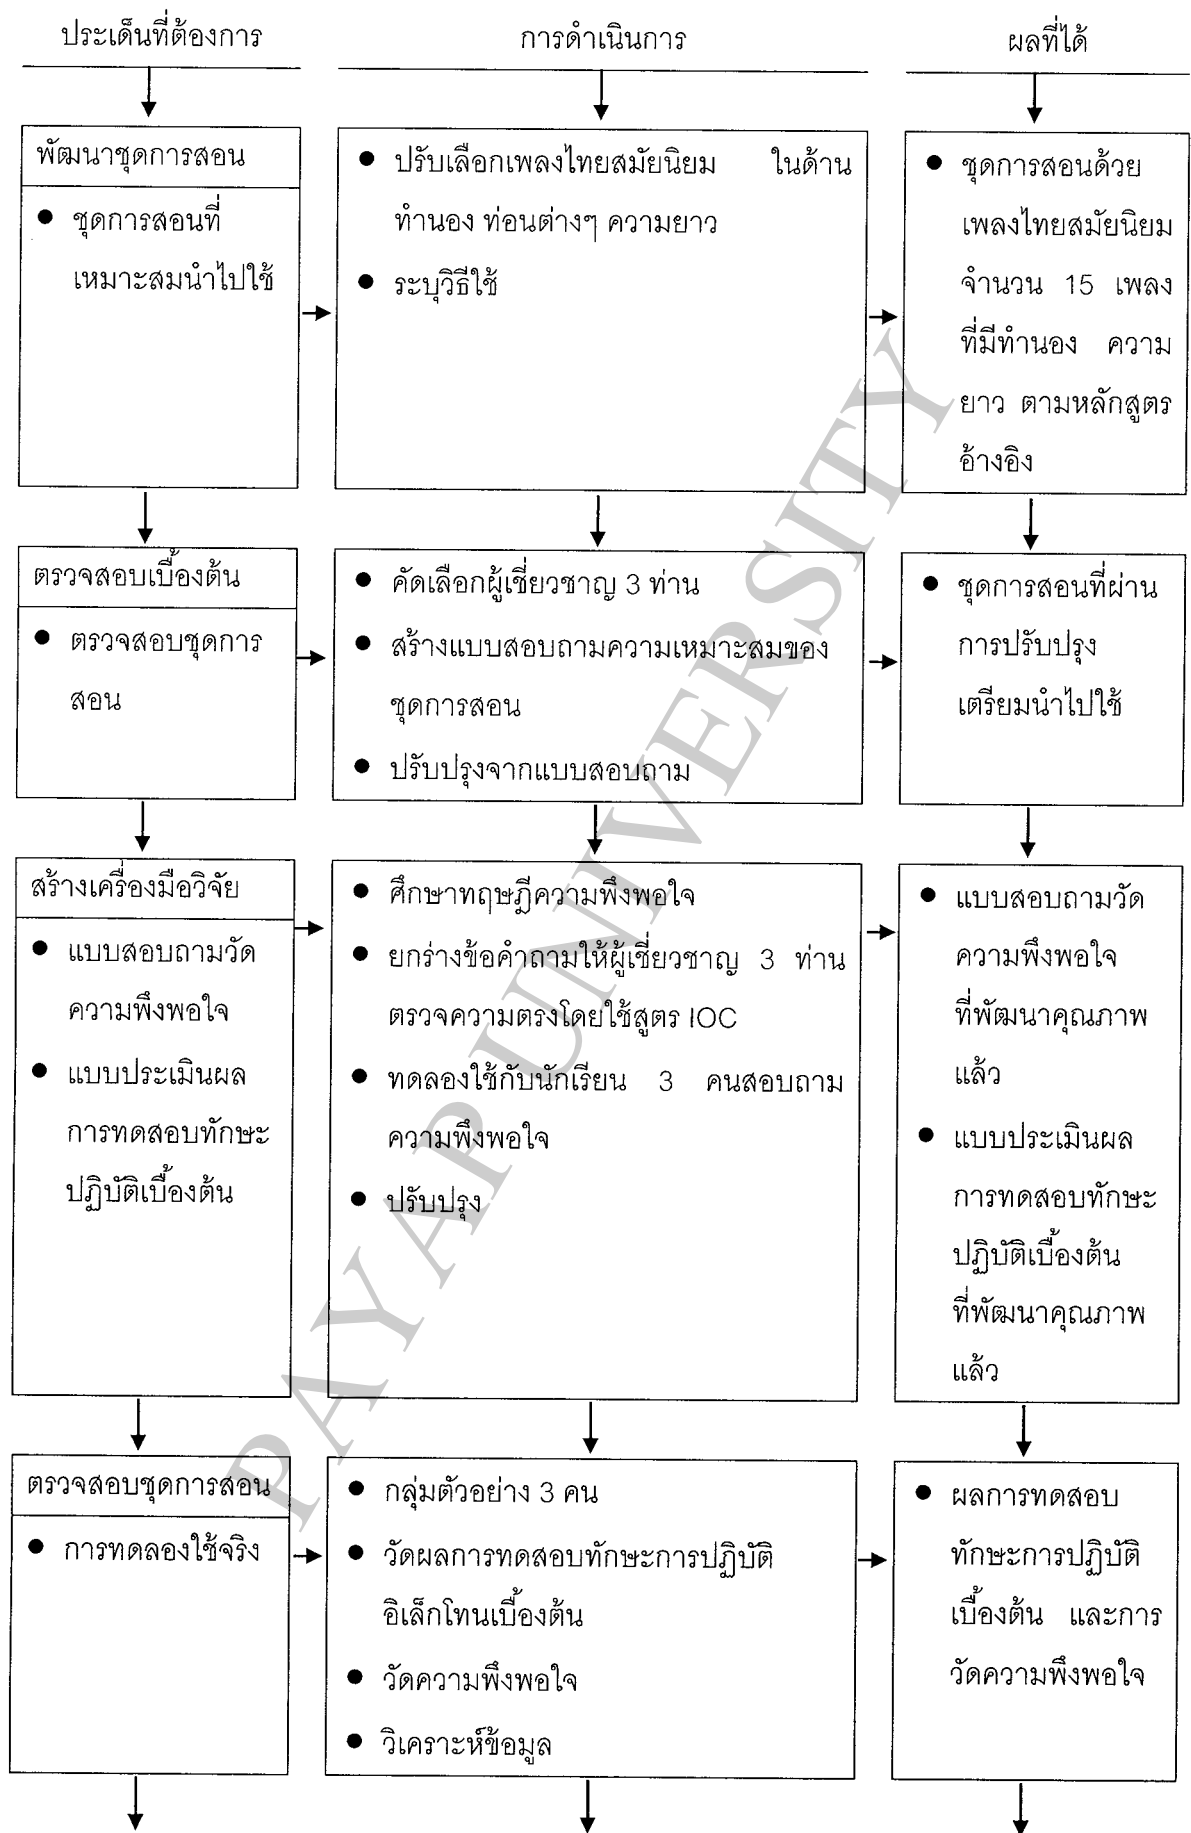 ประเด็นที่ต้องการ
การดำเนินการ
ผลที่ได้
พัฒนาชุดการสอน
● ชุดการสอนที่
เหมาะสมนำไปใช้
● ปรับเลือกเพลงไทยสมัยนิยม ในด้าน
ทำนอง ท่อนต่างๆ ความยาว
● ระบุวิธีใช้
● ชุดการสอนด้วย
เพลงไทยสมัยนิยม
จำนวน 15 เพลง
ที่มีทำนอง ความ
ยาว ตามหลักสูตร
อ้างอิง
ตรวจสอบเบื้องต้น
● ตรวจสอบชุดการ
สอน
● คัดเลือกผู้เชี่ยวชาญ 3 ท่าน
● สร้างแบบสอบถามความเหมาะสมของ
ชุดการสอน
● ปรับปรุงจากแบบสอบถาม
● ชุดการสอนที่ผ่าน
การปรับปรุง
เตรียมนำไปใช้
สร้างเครื่องมือวิจัย
● แบบสอบถามวัด
ความพึงพอใจ
● แบบประเมินผล
การทดสอบทักษะ
ปฏิบัติเบื้องต้น
● ศึกษาทฤษฎีความพึงพอใจ
● ยกร่างข้อคำถามให้ผู้เชี่ยวชาญ 3 ท่าน
ตรวจความตรงโดยใช้สูตร IOC
● ทดลองใช้กับนักเรียน 3 คนสอบถาม
ความพึงพอใจ
● ปรับปรุง
● แบบสอบถามวัด
ความพึงพอใจ
ที่พัฒนาคุณภาพ
แล้ว
● แบบประเมินผล
การทดสอบทักษะ
ปฏิบัติเบื้องต้น
ที่พัฒนาคุณภาพ
แล้ว
ตรวจสอบชุดการสอน
● การทดลองใช้จริง
● กลุ่มตัวอย่าง 3 คน
● วัดผลการทดสอบทักษะการปฏิบัติ
อิเล็กโทนเบื้องต้น
● วัดความพึงพอใจ
● วิเคราะห์ข้อมูล
● ผลการทดสอบ
ทักษะการปฏิบัติ
เบื้องต้น และการ
วัดความพึงพอใจ
PAYAP UNIVERSITY